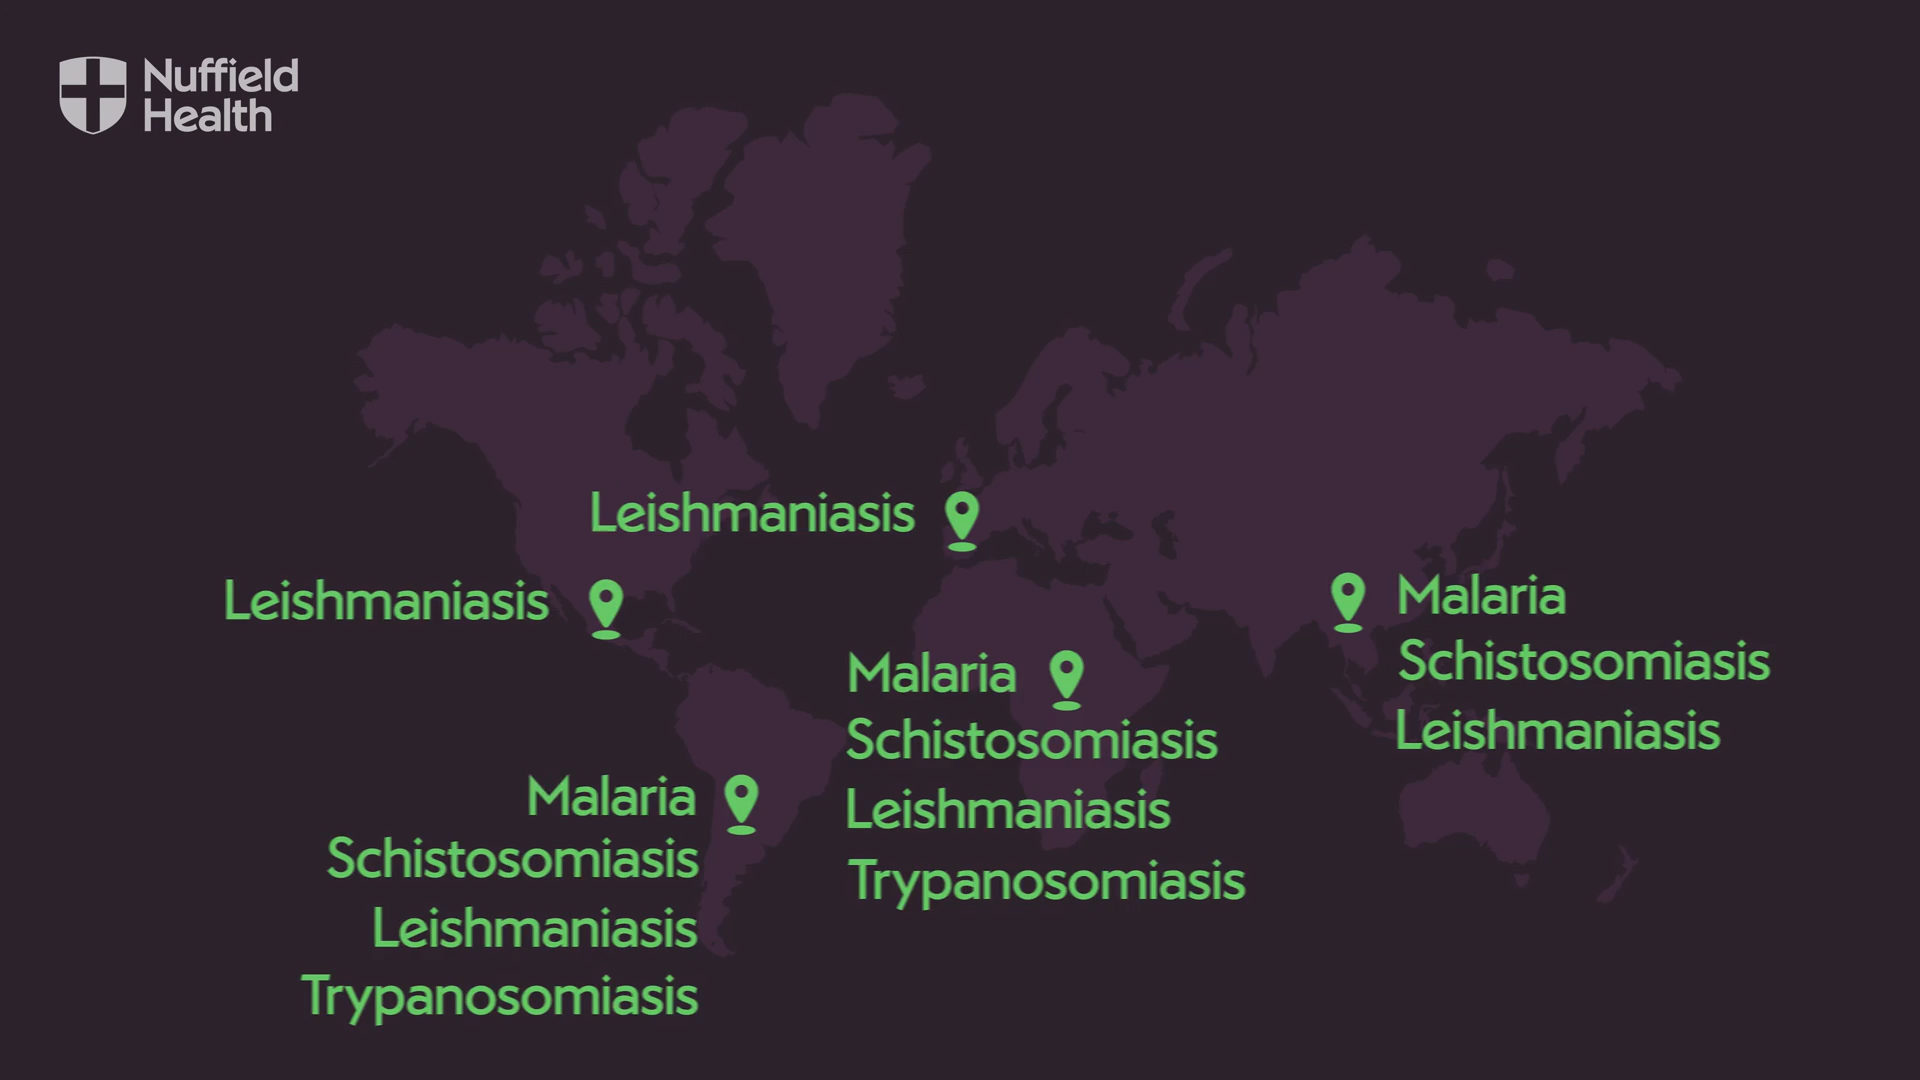 Nuffield
Health
Leishmaniasis
Leishmaniasis
Malaria
Schistosomiasis
Leishmaniasis
Trypanosomiasis
Malaria
Schistosomiasis
Leishmaniasis
Trypanosomiasis
Malaria
Schistosomiasis
Leishmaniasis